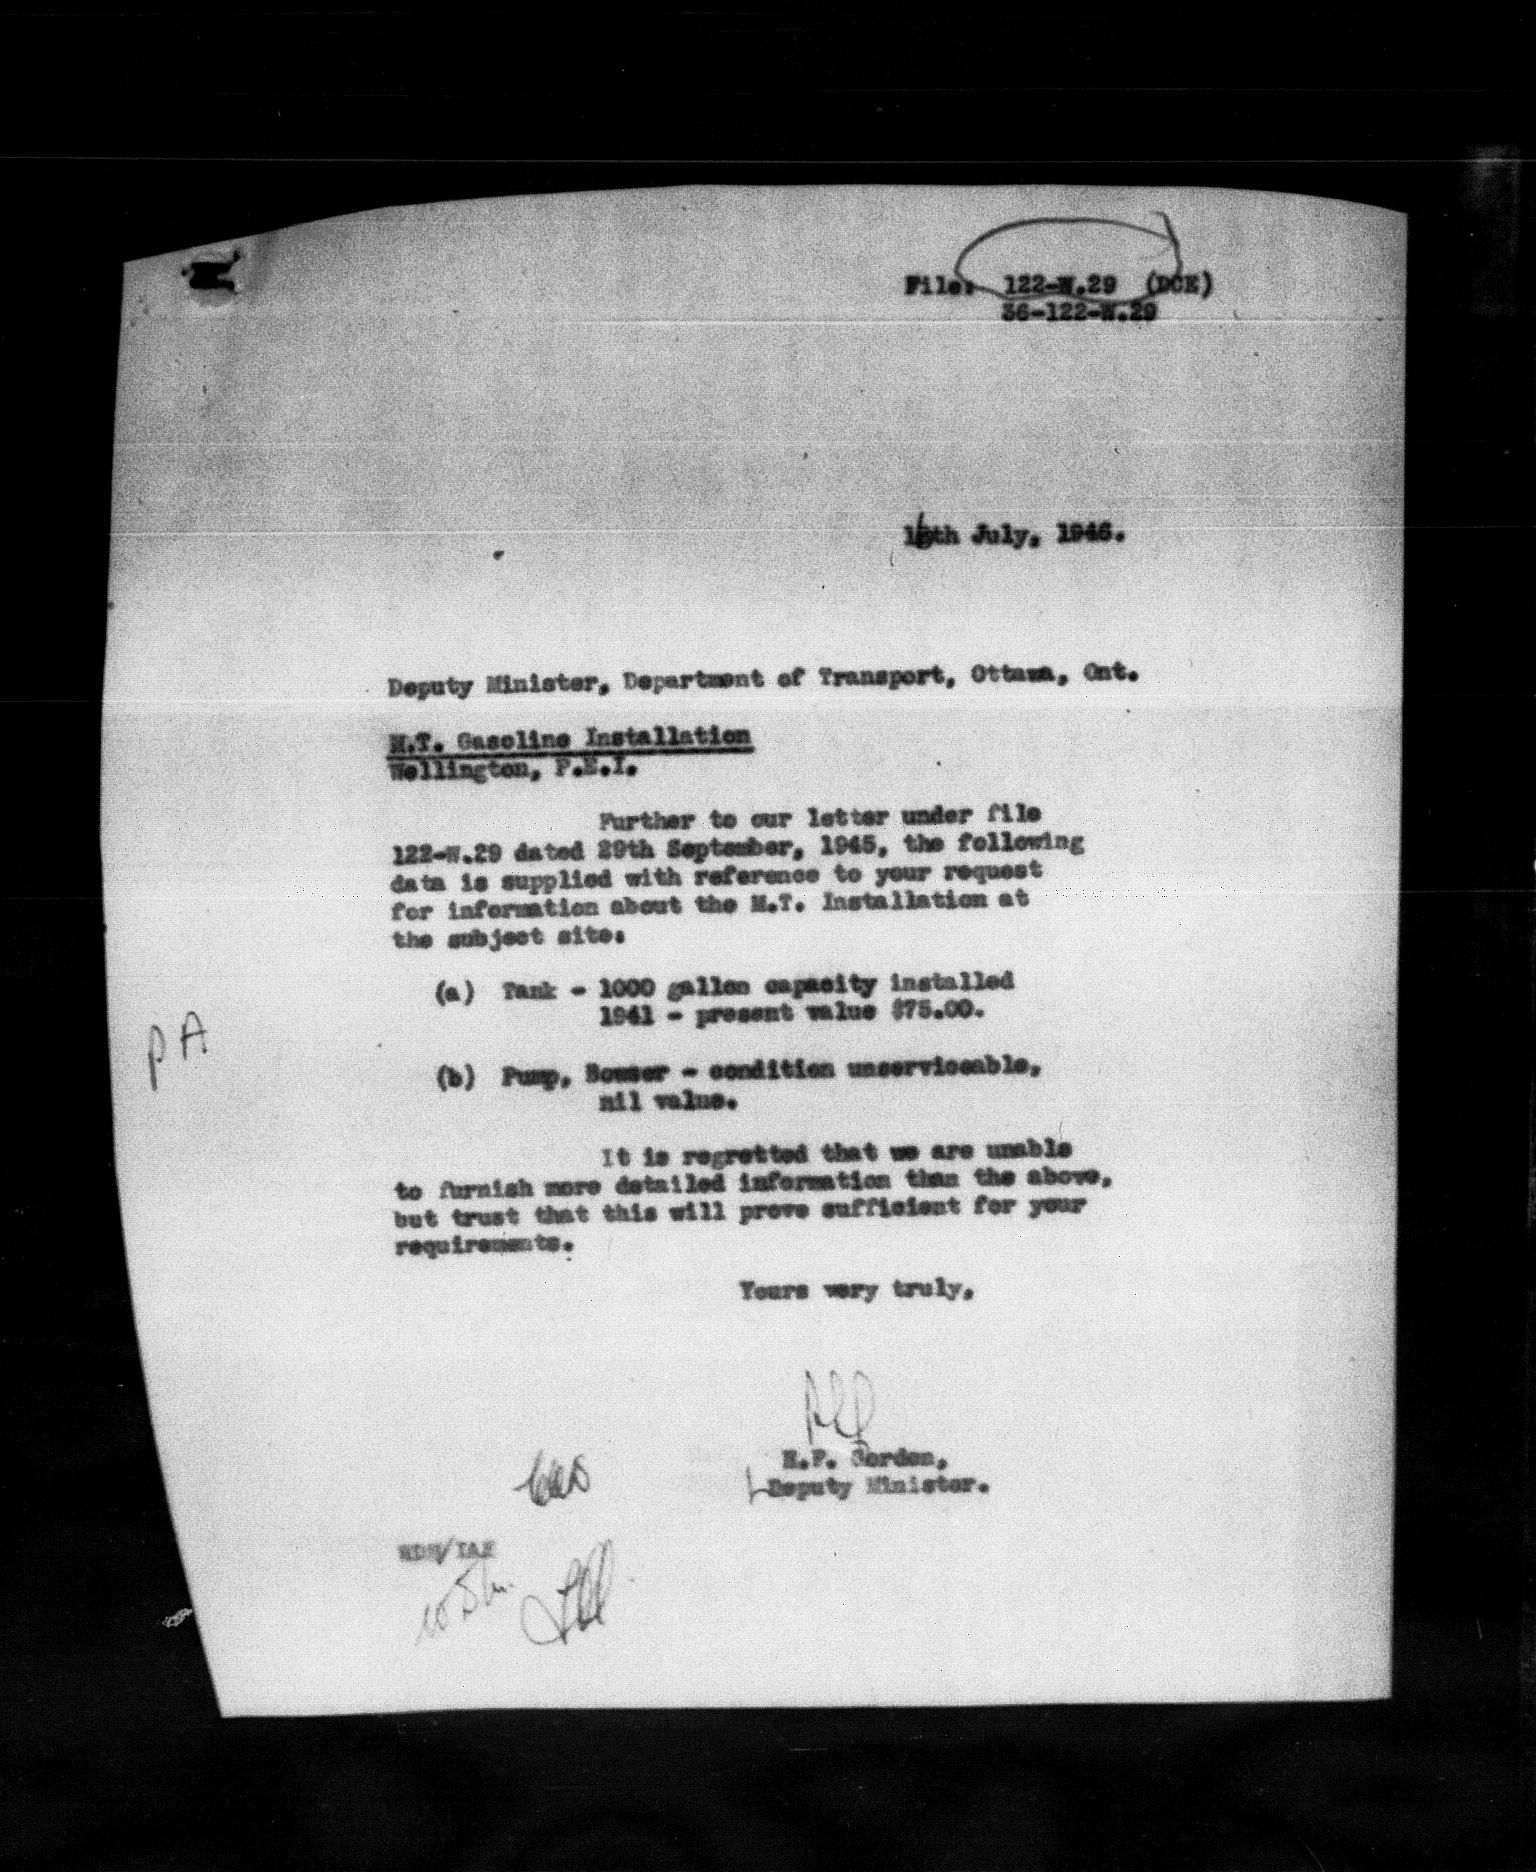 File: 122-W.29 (DCE)
36-122-W.29
July, 1946.
Deputy Minister, Department of Transport, Ottawa, Ont.
M.T. Gasoline Installation
Wellington, P.E.I.
Further to our letter under file
122-W.29 dated 29th September, 1945, the following
data is supplied with reference to your request
for information about the M.T. Installation at
the subject site:
(a) Tank - 1000 gallon capacity installed
1941 - present value $75.00.
PA
(b) Pump, Bowser - condition unserviceable,
nil value.
It is regretted that we are unable
to furnish more detailed information than the above,
but trust that this will prove sufficient for your
requirements.
Yours very truly,
H.F. Gordon,
Deputy Minister.